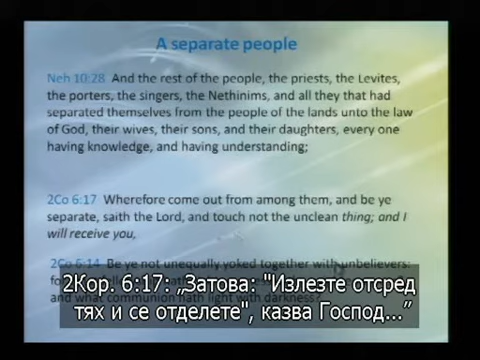 A separate people
Neh 10:28 And the rest of the people, the priests, the Levites,
the porters, the singers, the Nethinims, and all they that had
separated themselves from the people of the lands unto the law
of God, their wives, their sons, and their daughters, every one
having knowledge, and having understanding;
2Co 6:17 Wherefore come out from among them, and be ye
separate, saith the Lord, and touch not the unclean thing; and I
will receive you,
2Co 6:14 Be ye not unequally yoked together with unbelievers:
and what communion hath light with darkness?
2Кор. 6:17: „Затова: "Излезте отсред
тях и се отделете", казва Господ...”